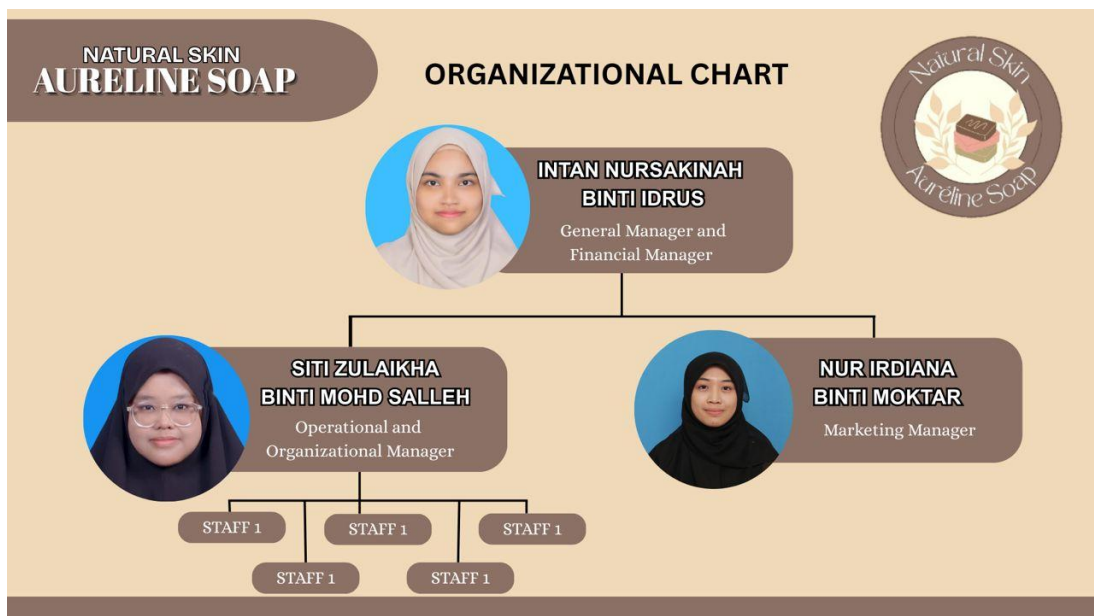 NATURAL SKIN
AURELINE SOAP
ORGANIZATIONAL CHART
Natural Skin
Auréline Soap
INTAN NURSAKINAH
BINTI IDRUS
General Manager and
Financial Manager
SITI ZULAIKHA
BINTI MOHD SALLEH
Operational and
Organizational Manager
NUR IRDIANA
BINTI MOKTAR
Marketing Manager
STAFF 1
STAFF 1
STAFF 1
STAFF 1
STAFF 1